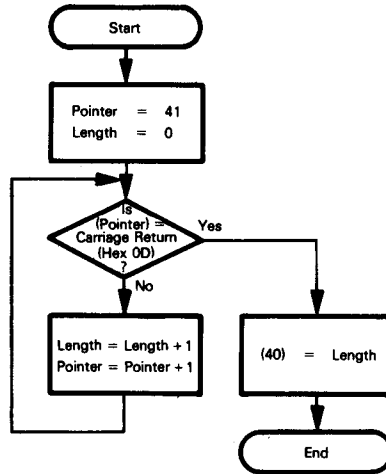 Start
Pointer = 41
Length = 0
Is
(Pointer) =
Carriage Return
(Hex 0D)
?
Yes
No
Length = Length + 1
Pointer = Pointer + 1
(40) = Length
End